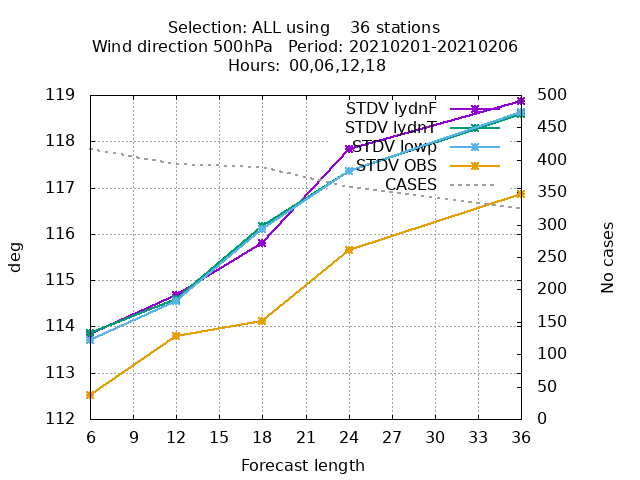 Selection: ALL using    36 stations
Wind direction 500hPa   Period: 20210201-20210206
Hours: 00,06,12,18
119
118
117
116
115
114
113
112
deg
500
450
400
350
300
250
200
150
100
50
0
No cases
STDV lydnF
STDV lydnT
STDV lowp
STDV OBS
CASES
6 9 12 15 18 21 24 27 30 33 36
Forecast length